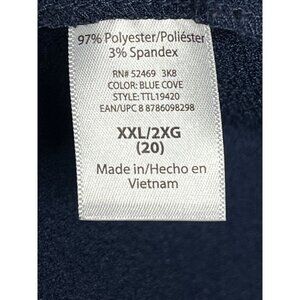 97% Polyester/Poliéster
3% Spandex
RN# 52469 3K8
COLOR: BLUE COVE
STYLE: TTL19420
EAN/UPC 8 8786098298
XXL/2XG
(20)
Made in/Hecho en
Vietnam